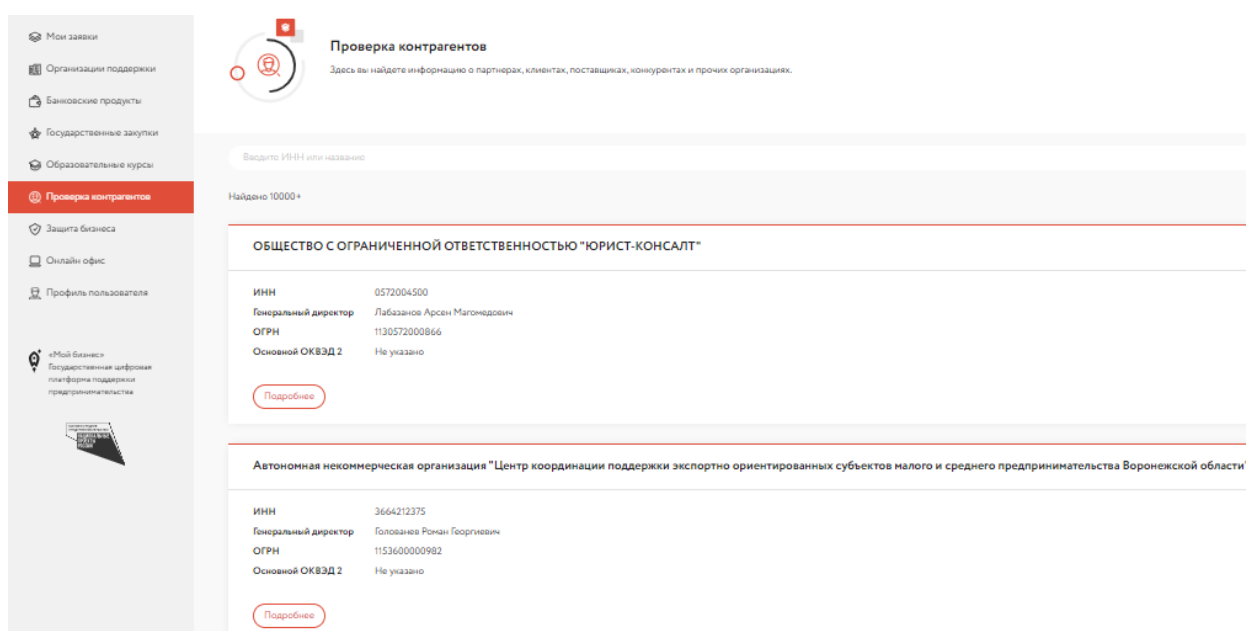 Мои заявки
Организации поддержки
Банковские продукты
Государственные закупки
Образовательные курсы
Проверка контрагентов
Защита бизнеса
Онлайн офис
Профиль пользователя
«Мой бизнес»
Государственная цифровая
платформа поддержки
предпринимательства
НАЦИОНАЛЬНЫЕ
ПРОЕКТЫ
РОССИИ
Проверка контрагентов
Здесь вы найдете информацию о партнерах, клиентах, поставщиках, конкурентах и прочих организациях.
Введите ИНН или название
Найдено 10000+
ОБЩЕСТВО С ОГРАНИЧЕННОЙ ОТВЕТСТВЕННОСТЬЮ "ЮРИСТ-КОНСАЛТ"
ИНН 0572004500
Генеральный директор Лабазанов Арсен Магомедович
ОГРН 1130572000866
Основной ОКВЭД 2 Не указано
Подробнее
Автономная некоммерческая организация "Центр координации поддержки экспортно ориентированных субъектов малого и среднего предпринимательства Воронежской области"
ИНН 3664212375
Генеральный директор Голованев Роман Георгиевич
ОГРН 1153600000982
Основной ОКВЭД 2 Не указано
Подробнее